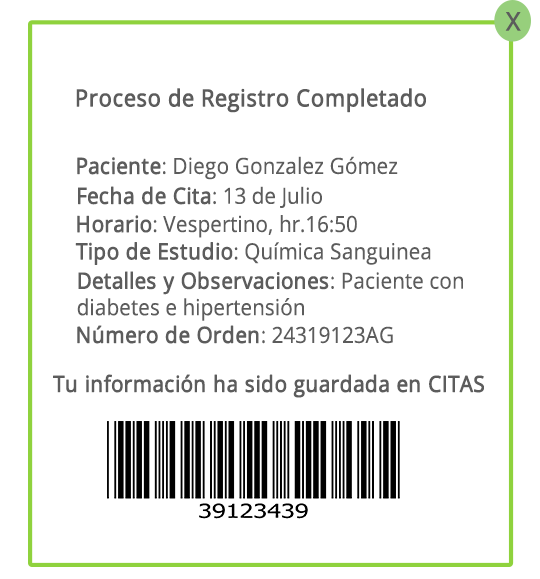 X
Proceso de Registro Completado
Paciente: Diego Gonzalez Gómez
Fecha de Cita: 13 de Julio
Horario: Vespertino, hr.16:50
Tipo de Estudio: Química Sanguinea
Detalles y Observaciones: Paciente con
diabetes e hipertensión
Número de Orden: 24319123AG
Tu información ha sido guardada en CITAS
39123439